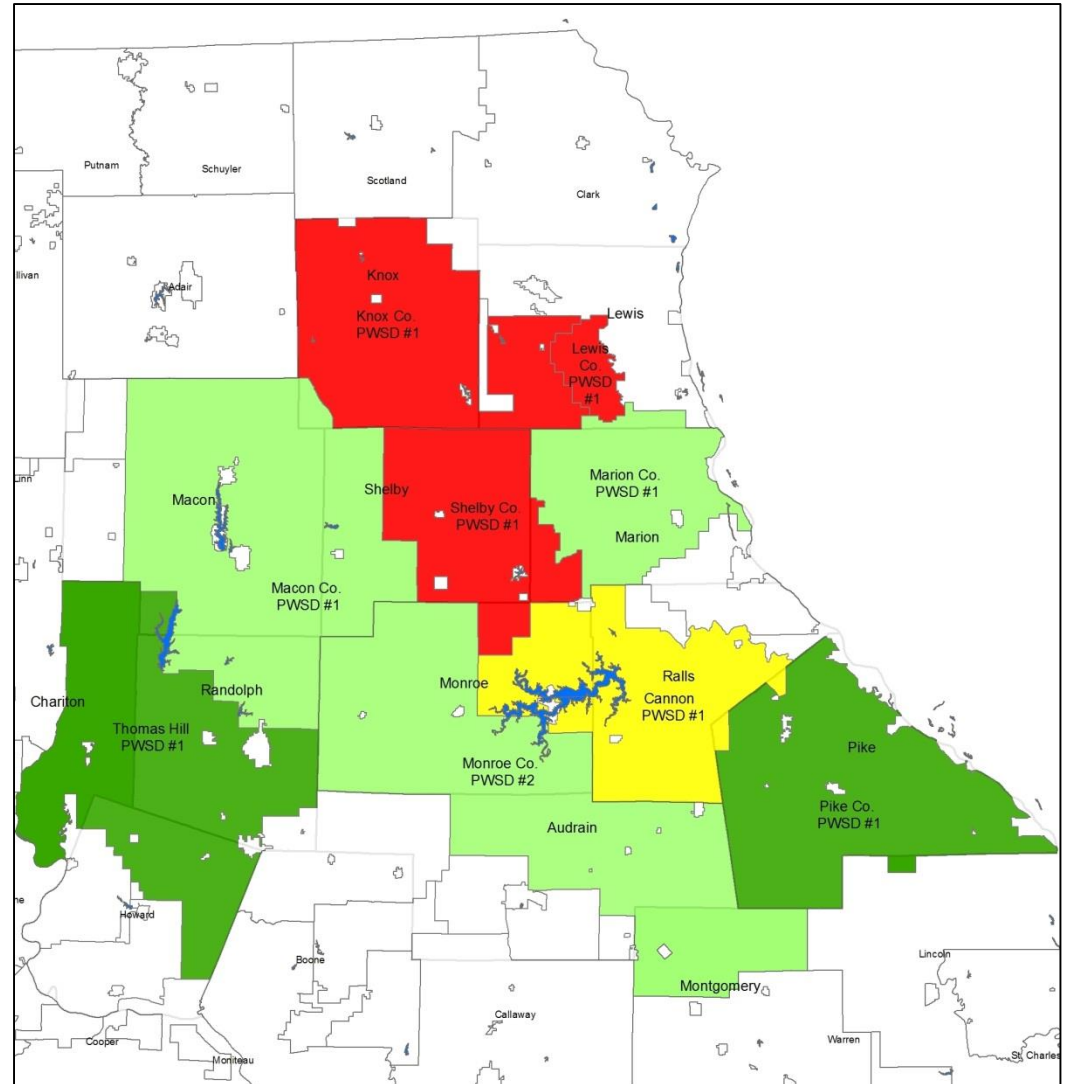 Putnam
Schuyler
Scotland
Clark
llivan
Adair
Knox
Knox Co.
PWSD #1
Lewis
Lewis
Co.
PWSD
#1
Linn
Macon
Shelby
Shelby Co.
PWSD #1
Marion Co.
PWSD #1
Marion
Macon Co.
PWSD #1
Chariton
Randolph
Thomas Hill
PWSD #1
Monroe
Ralls
Cannon
PWSD #1
Monroe Co.
PWSD #2
Pike
Pike Co.
PWSD #1
Audrain
ne
Howard
Boone
Lincoln
Montgomery
Callaway
Cooper
Moniteau
Warren
St. Charles